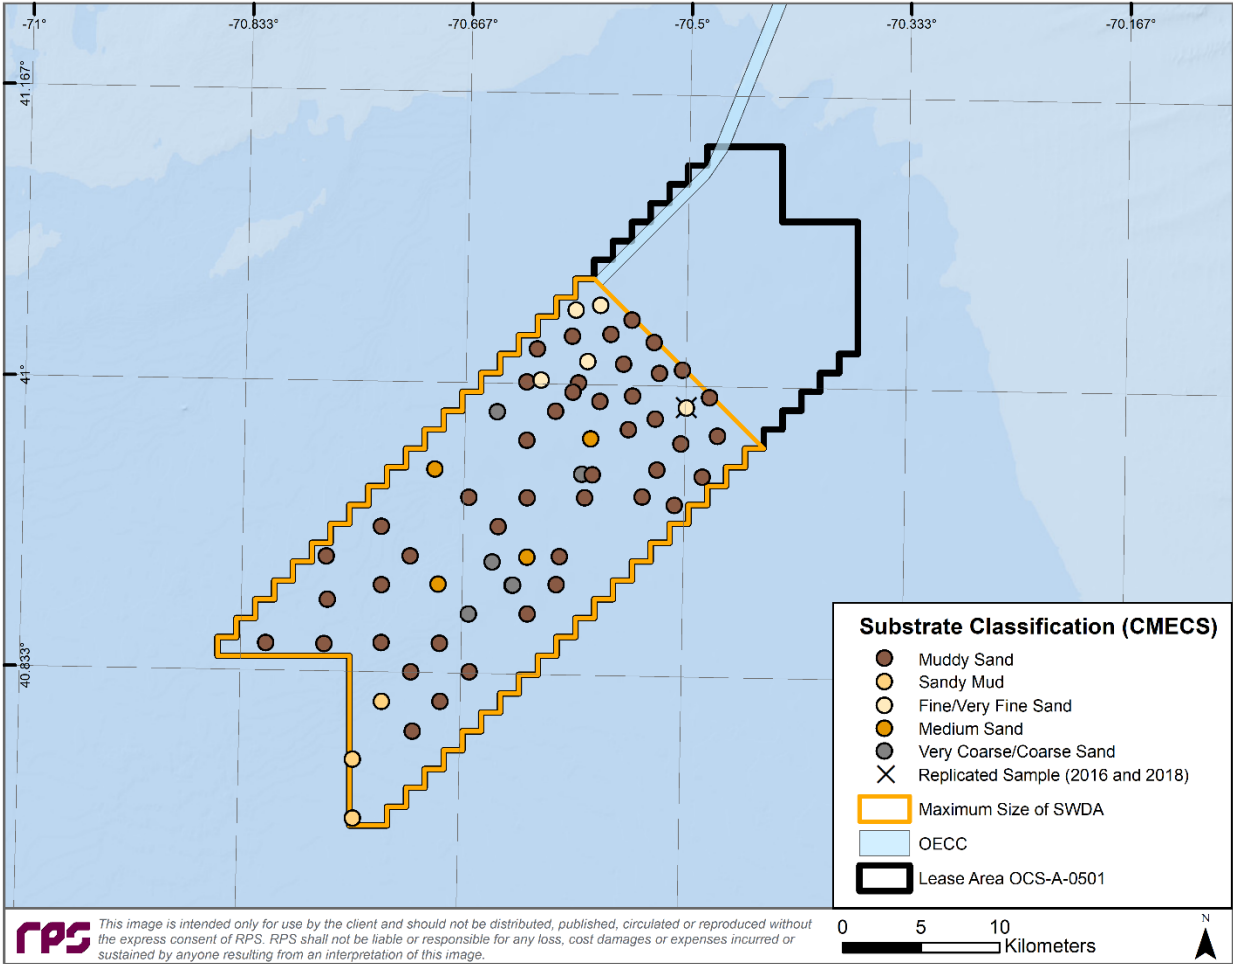 -71°
-70.833°
-70.667°
-70.5°
-70.333°
-70.167°
41.167°
41°
40.833°
Substrate Classification (CMECS)
Muddy Sand
Sandy Mud
Fine/Very Fine Sand
Medium Sand
Very Coarse/Coarse Sand
Replicated Sample (2016 and 2018)
Maximum Size of SWDA
OECC
Lease Area OCS-A-0501
rps
This image is intended only for use by the client and should not be distributed, published, circulated or reproduced without
the express consent of RPS. RPS shall not be liable or responsible for any loss, cost damages or expenses incurred or
sustained by anyone resulting from an interpretation of this image.
0 5 10
Kilometers
N